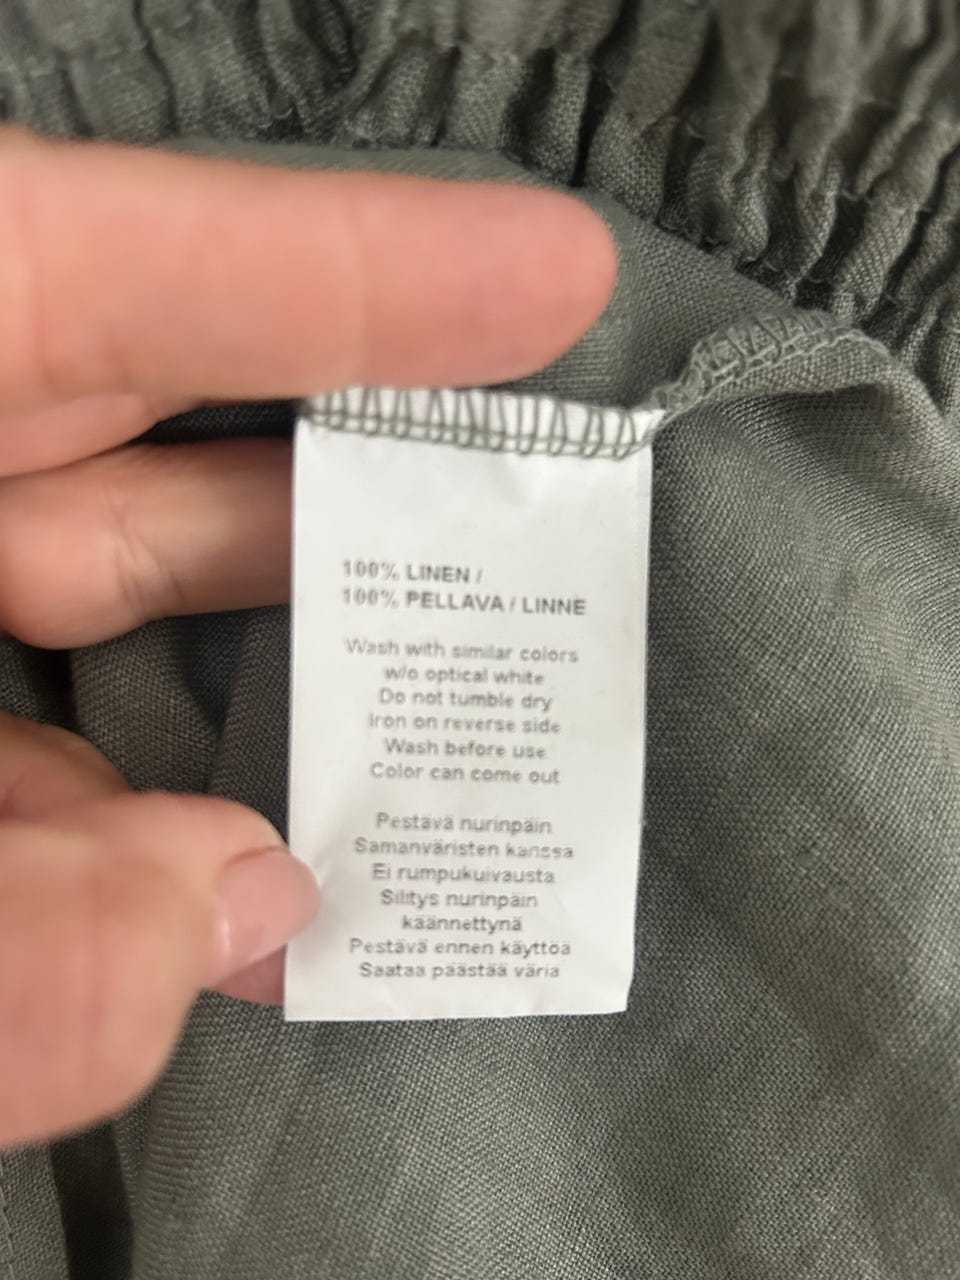 100% LINEN /
100% PELLAVA / LINNE
Wash with similar colors
w/o optical white
Do not tumble dry
Iron on reverse side
Wash before use
Color can come out
Pestävä nurinpäin
Samanväristen kanssa
Ei rumpukuivausta
Silitys nurinpäin
käännettynä
Pestävä ennen käyttöä
Saataa päästää väriä